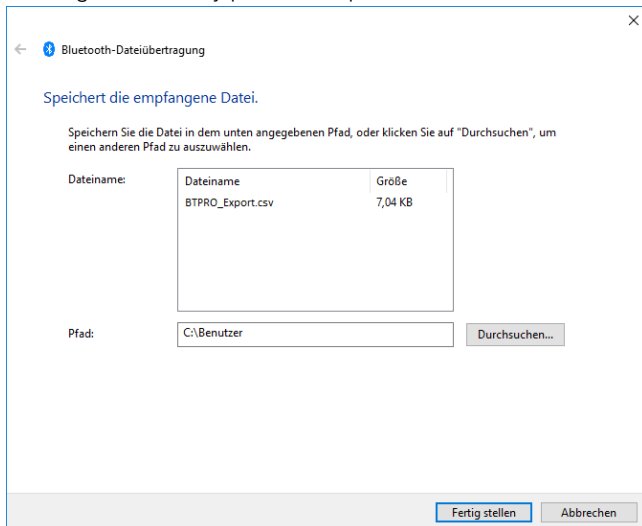 Bluetooth-Dateiübertragung
Speichert die empfangene Datei.
Speichern Sie die Datei in dem unten angegebenen Pfad, oder klicken Sie auf "Durchsuchen", um
einen anderen Pfad zu auszuwählen.
Dateiname:
Dateiname Größe
BTPRO_Export.csv 7,04 KB
Pfad: C:\Benutzer Durchsuchen...
Fertig stellen Abbrechen